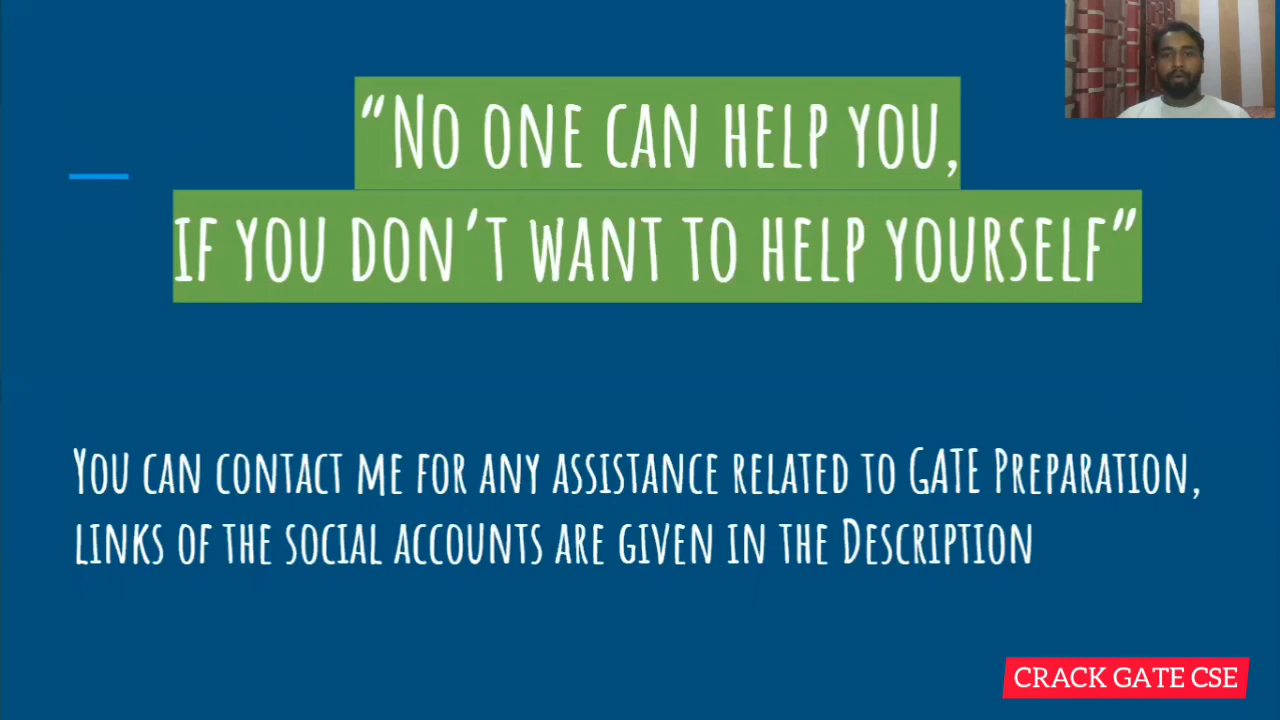 “No one can help you,
if you don’t want to help yourself”
You can contact me for any assistance related to GATE Preparation,
links of the social accounts are given in the Description
CRACK GATE CSE